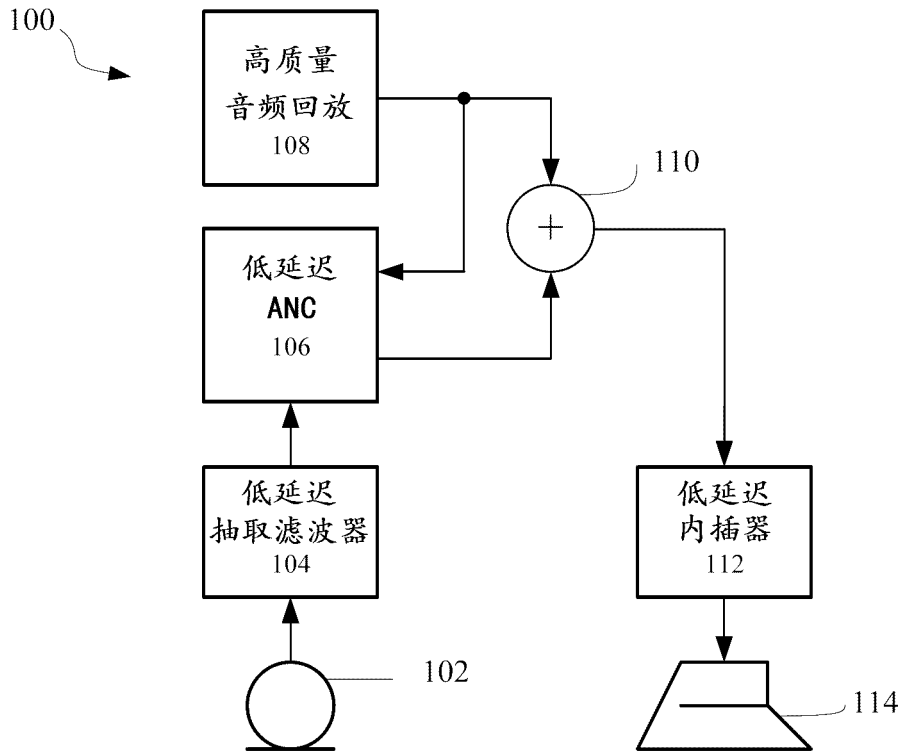 100
高质量
音频回放
108
110
+
低延迟
ANC
106
低延迟
抽取滤波器
104
低延迟
内插器
112
102
114